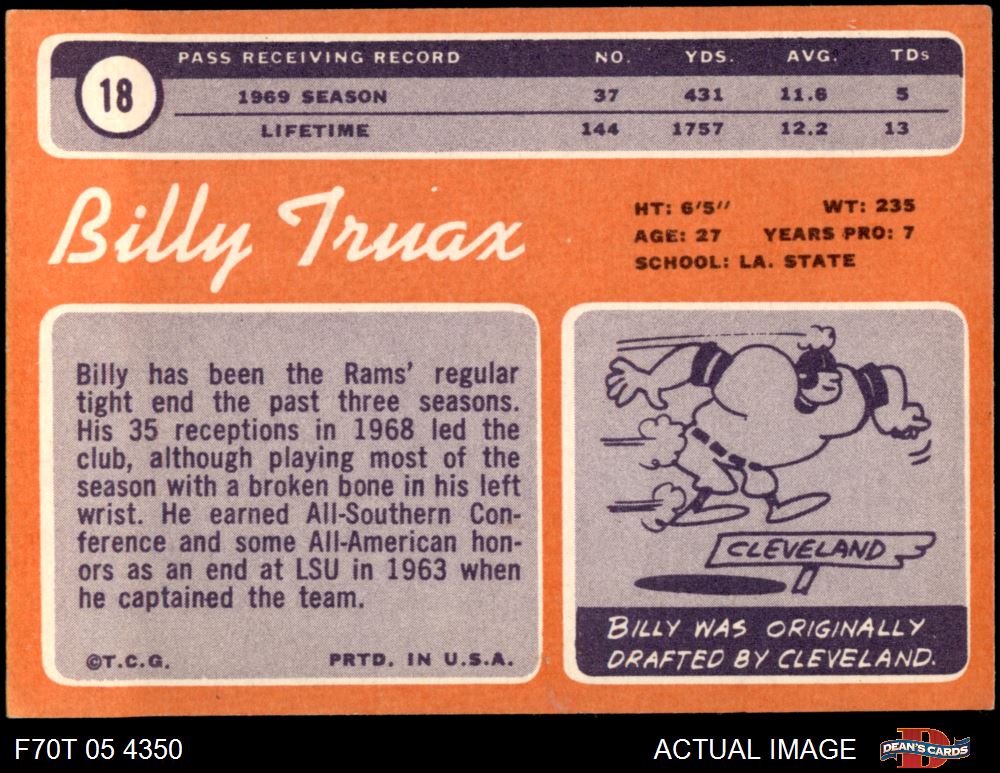 18
PASS RECEIVING RECORD NO. YDS. AVG. TDs
1969 SEASON 37 431 11.6 5
LIFETIME 144 1757 12.2 13
Billy Truax
HT: 6'5" WT: 235
AGE: 27 YEARS PRO: 7
SCHOOL: LA. STATE
Billy has been the Rams' regular
tight end the past three seasons.
His 35 receptions in 1968 led the
club, although playing most of the
season with a broken bone in his left
wrist. He earned All-Southern Con-
ference and some All-American hon-
ors as an end at LSU in 1963 when
he captained the team.
©T.C.G. PRTD. IN U.S.A.
CLEVELAND
BILLY WAS ORIGINALLY
DRAFTED BY CLEVELAND.
F70T 05 4350 ACTUAL IMAGE
D
DEAN'S CARDS